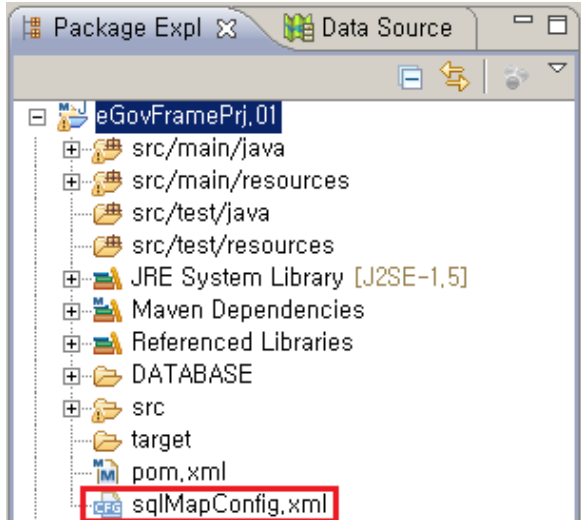 Package Expl Data Source
eGovFramePrj,01
src/main/java
src/main/resources
src/test/java
src/test/resources
JRE System Library [J2SE-1,5]
Maven Dependencies
Referenced Libraries
DATABASE
src
target
pom,xml
sqlMapConfig,xml